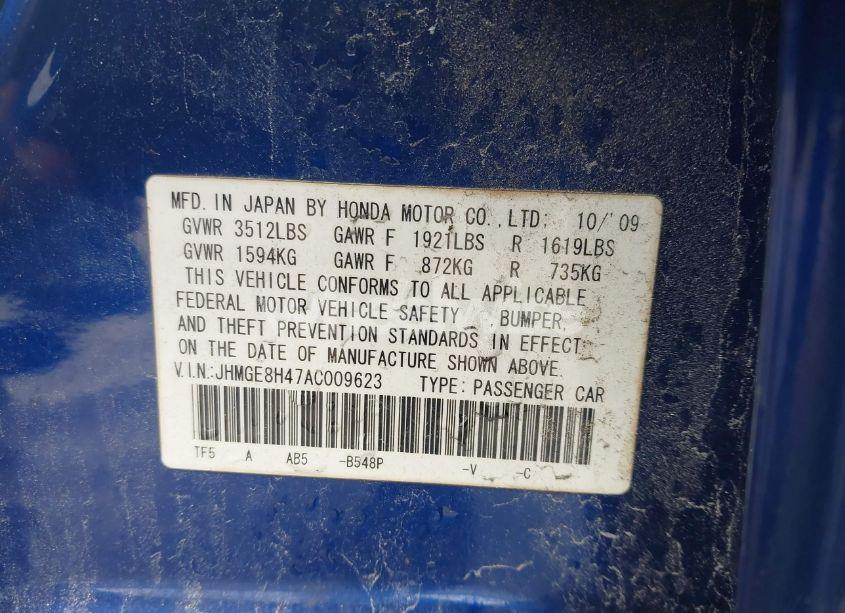 MFD. IN JAPAN BY HONDA MOTOR CO., LTD: 10/'09
GVWR 3512LBS GAWR F 1921LBS R 1619LBS
GVWR 1594KG GAWR F 872KG R 735KG
THIS VEHICLE CONFORMS TO ALL APPLICABLE
FEDERAL MOTOR VEHICLE SAFETY , BUMPER,
AND THEFT PREVENTION STANDARDS IN EFFECT
ON THE DATE OF MANUFACTURE SHOWN ABOVE.
V.I.N.:JHMGE8H47AC009623 TYPE: PASSENGER CAR
TF5 A AB5 -B548P -V -C